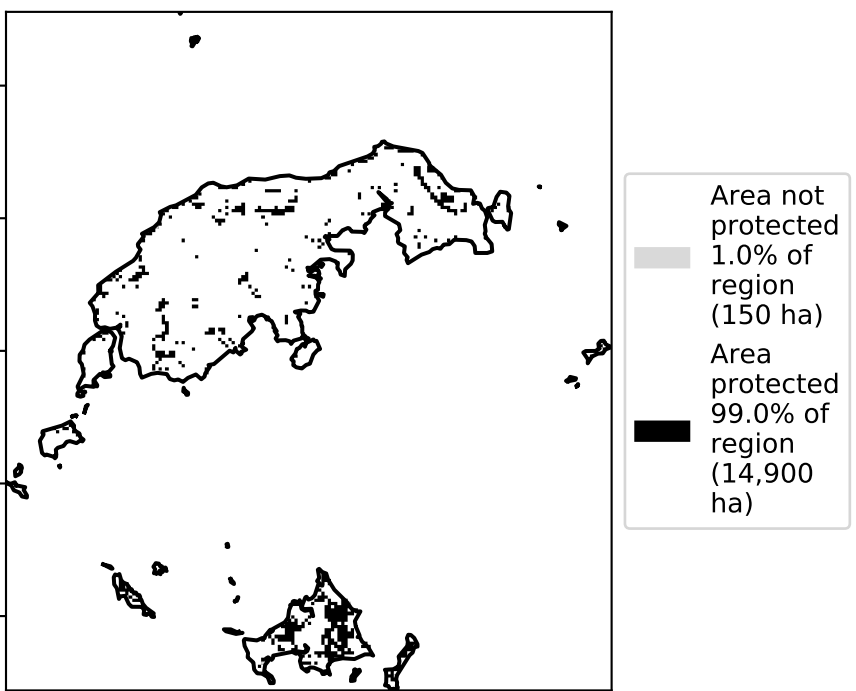 Area not
protected
1.0% of
region
(150 ha)
Area
protected
99.0% of
region
(14,900
ha)